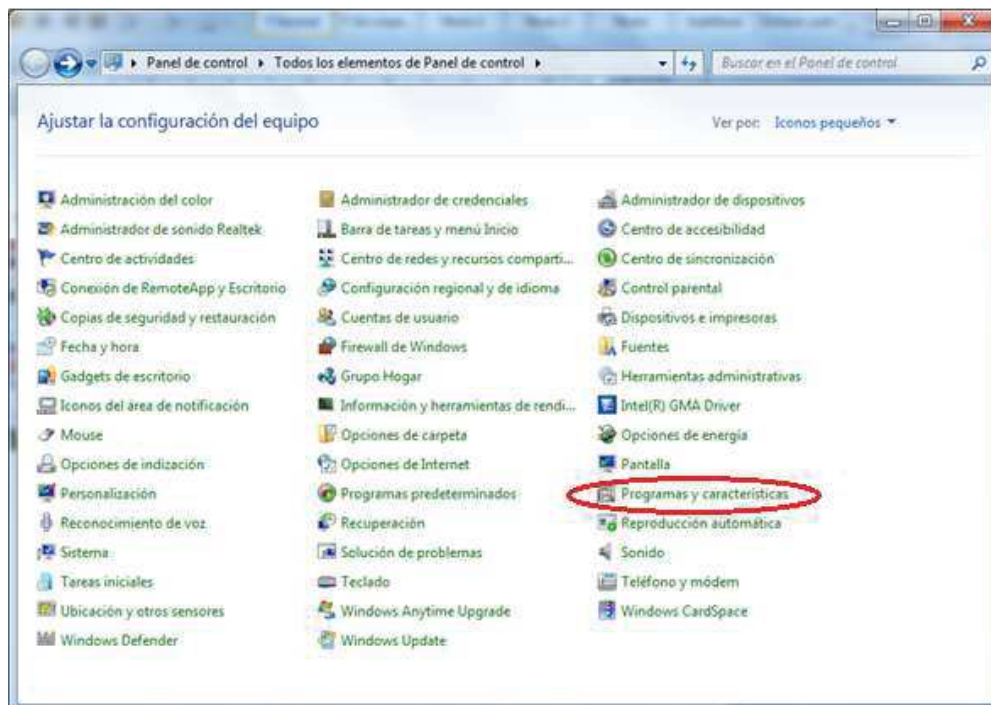 Panel de control ▸ Todos los elementos de Panel de control ▸ Buscar en el Panel de control
Ajustar la configuración del equipo Ver por: Iconos pequeños
Administración del color Administrador de credenciales Administrador de dispositivos
Administrador de sonido Realtek Barra de tareas y menú Inicio Centro de accesibilidad
Centro de actividades Centro de redes y recursos comparti... Centro de sincronización
Conexión de RemoteApp y Escritorio Configuración regional y de idioma Control parental
Copias de seguridad y restauración Cuentas de usuario Dispositivos e impresoras
Fecha y hora Firewall de Windows Fuentes
Gadgets de escritorio Grupo Hogar Herramientas administrativas
Iconos del área de notificación Información y herramientas de rendi... Intel(R) GMA Driver
Mouse Opciones de carpeta Opciones de energía
Opciones de indización Opciones de Internet Pantalla
Personalización Programas predeterminados Programas y características
Reconocimiento de voz Recuperación Reproducción automática
Sistema Solución de problemas Sonido
Tareas iniciales Teclado Teléfono y módem
Ubicación y otros sensores Windows Anytime Upgrade Windows CardSpace
Windows Defender Windows Update